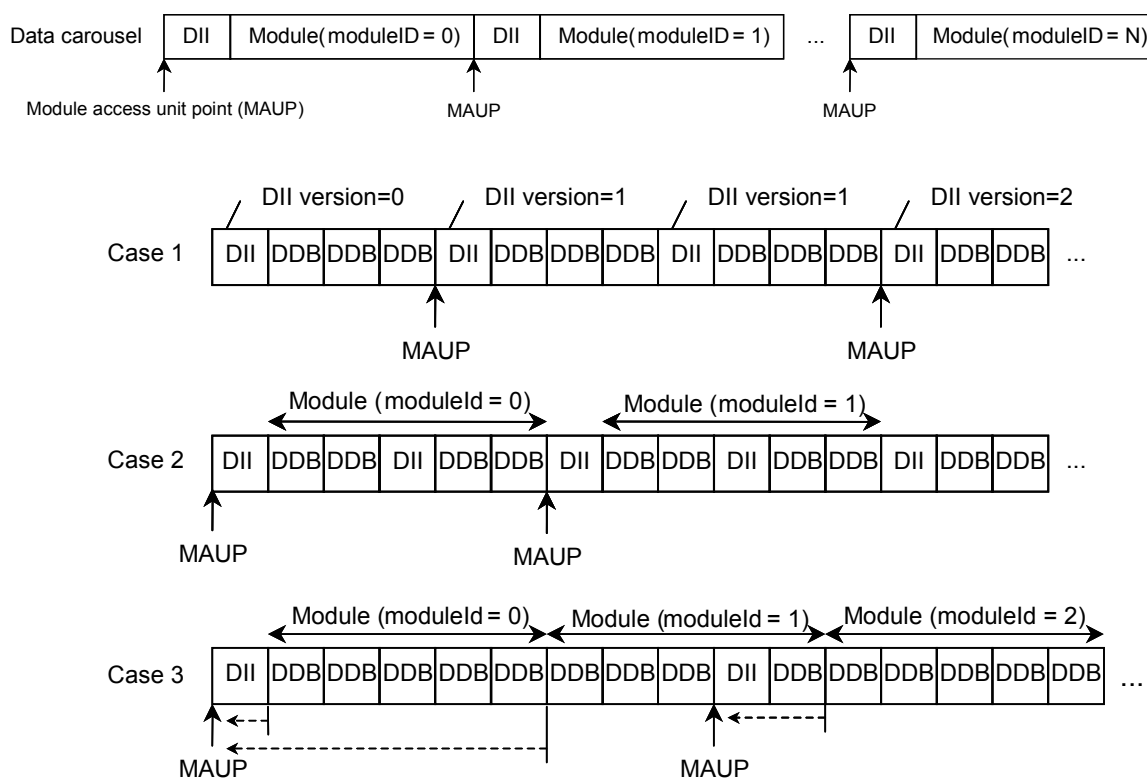 Data carousel DII Module(moduleID = 0) DII Module(moduleID = 1) ... DII Module(moduleID = N)
Module access unit point (MAUP) MAUP MAUP
DII version=0 DII version=1 DII version=1 DII version=2
Case 1 DII DDB DDB DDB DII DDB DDB DDB DII DDB DDB DDB DII DDB DDB ...
MAUP MAUP
Module (moduleId = 0) Module (moduleId = 1)
Case 2 DII DDB DDB DII DDB DDB DII DDB DDB DII DDB DDB DII DDB DDB ...
MAUP MAUP
Module (moduleId = 0) Module (moduleId = 1) Module (moduleId = 2)
Case 3 DII DDB DDB DDB DDB DDB DDB DDB DDB DII DDB DDB DDB DDB DDB DDB ...
MAUP MAUP